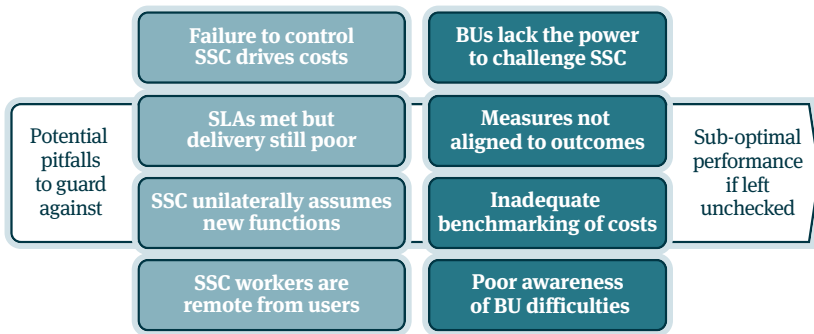 Potential
pitfalls
to guard
against
Failure to control
SSC drives costs
SLAs met but
delivery still poor
SSC unilaterally assumes
new functions
SSC workers are
remote from users
BUs lack the power
to challenge SSC
Measures not
aligned to outcomes
Inadequate
benchmarking of costs
Poor awareness
of BU difficulties
Sub-optimal
performance
if left
unchecked